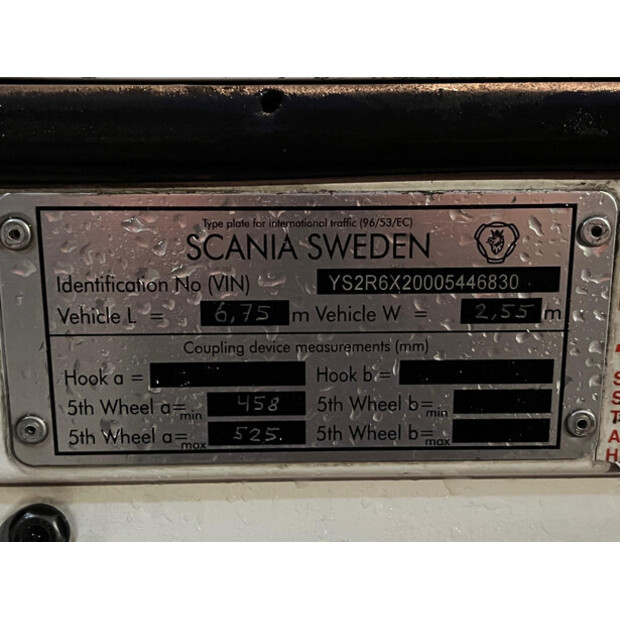 Type plate for international traffic (96/53/EC)
SCANIA SWEDEN
Identification No (VIN) YS2R6X20005446830
Vehicle L = 6,75 m Vehicle W = 2,55 m
Coupling device measurements (mm)
Hook a = Hook b =
5th Wheel a=min 458 5th Wheel b=min
5th Wheel a=max 525. 5th Wheel b=max
S
S
T
A
H